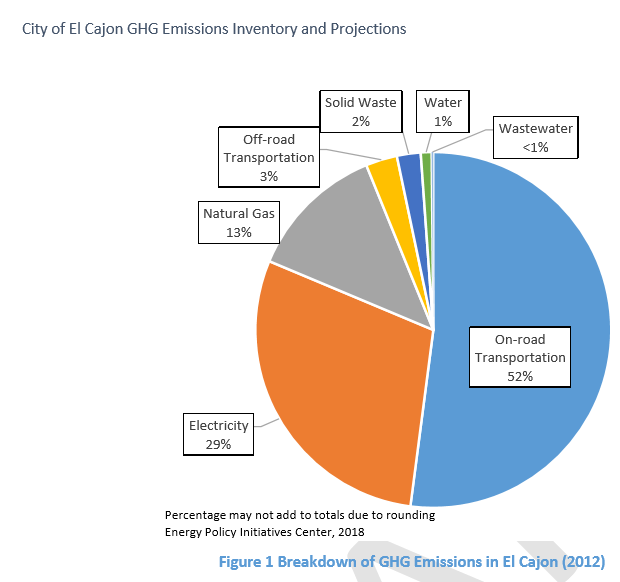 City of El Cajon GHG Emissions Inventory and Projections
Solid Waste
2%
Water
1%
Wastewater
<1%
Off-road
Transportation
3%
Natural Gas
13%
On-road
Transportation
52%
Electricity
29%
Percentage may not add to totals due to rounding
Energy Policy Initiatives Center, 2018
Figure 1 Breakdown of GHG Emissions in El Cajon (2012)